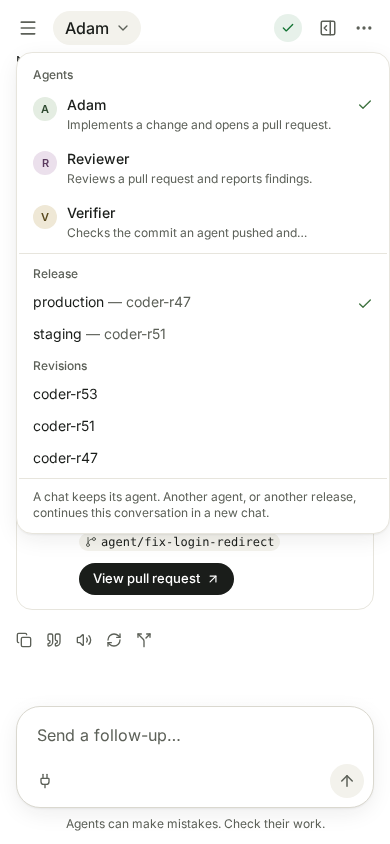 Adam
Agents
A
Adam
Implements a change and opens a pull request.
R
Reviewer
Reviews a pull request and reports findings.
V
Verifier
Checks the commit an agent pushed and...
Release
production — coder-r47
staging — coder-r51
Revisions
coder-r53
coder-r51
coder-r47
A chat keeps its agent. Another agent, or another release,
continues this conversation in a new chat.
agent/fix-login-redirect
View pull request
Send a follow-up...
Agents can make mistakes. Check their work.